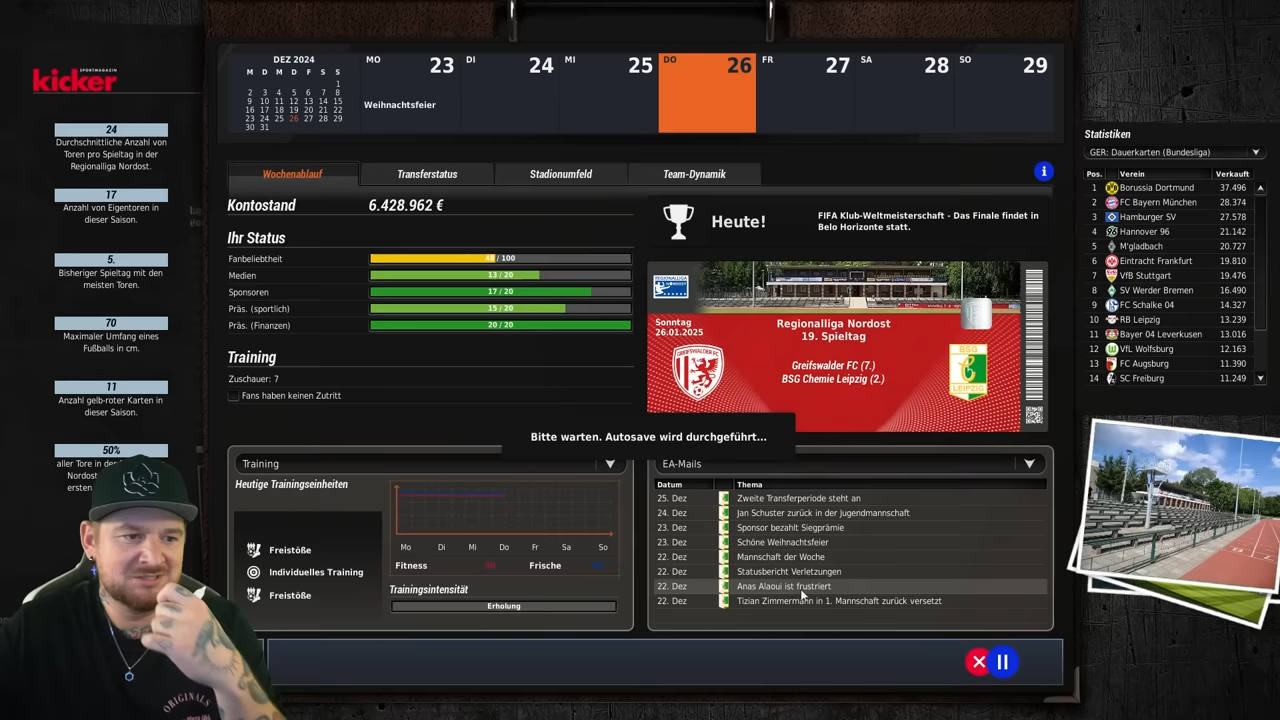 SPORTMAGAZIN
kicker
24
Durchschnittliche Anzahl von
Toren pro Spieltag in der
Regionalliga Nordost.
17
Anzahl von Eigentoren in
dieser Saison.
5.
Bisheriger Spieltag mit den
meisten Toren.
70
Maximaler Umfang eines
Fußballs in cm.
11
Anzahl gelb-roter Karten in
dieser Saison.
50%
aller Tore in de
Nordost
ersten
DEZ 2024
M D M D F S S
1
2 3 4 5 6 7 8
9 10 11 12 13 14 15
16 17 18 19 20 21 22
23 24 25 26 27 28 29
30 31
MO 23
Weihnachtsfeier
DI 24
MI 25
DO 26
FR 27
SA 28
SO 29
Wochenablauf
Transferstatus
Stadionumfeld
Team-Dynamik
i
Kontostand 6.428.962 €
Ihr Status
Fanbeliebtheit 48 / 100
Medien 13 / 20
Sponsoren 17 / 20
Präs. (sportlich) 15 / 20
Präs. (Finanzen) 20 / 20
Training
Zuschauer: 7
Fans haben keinen Zutritt
Heute!
FIFA Klub-Weltmeisterschaft - Das Finale findet in
Belo Horizonte statt.
REGIONALLIGA
NORDOST
Sonntag
26.01.2025
Regionalliga Nordost
19. Spieltag
Greifswalder FC (7.)
BSG Chemie Leipzig (2.)
GREIFSWALDER
FC
BSG
LEIPZIG
Bitte warten. Autosave wird durchgeführt...
Training
Heutige Trainingseinheiten
Freistöße
Individuelles Training
Freistöße
Mo Di Mi Do Fr Sa So
Fitness
Frische
Trainingsintensität
Erholung
EA-Mails
Datum Thema
25. Dez Zweite Transferperiode steht an
24. Dez Jan Schuster zurück in der Jugendmannschaft
23. Dez Sponsor bezahlt Siegprämie
23. Dez Schöne Weihnachtsfeier
22. Dez Mannschaft der Woche
22. Dez Statusbericht Verletzungen
22. Dez Anas Alaoui ist frustriert
22. Dez Tizian Zimmermann in 1. Mannschaft zurück versetzt
Statistiken
GER: Dauerkarten (Bundesliga)
Pos. Verein Verkauft
1 Borussia Dortmund 37.496
2 FC Bayern München 28.374
3 Hamburger SV 27.578
4 Hannover 96 21.142
5 M'gladbach 20.727
6 Eintracht Frankfurt 19.810
7 VfB Stuttgart 19.476
8 SV Werder Bremen 16.490
9 FC Schalke 04 14.327
10 RB Leipzig 13.239
11 Bayer 04 Leverkusen 13.016
12 VfL Wolfsburg 12.163
13 FC Augsburg 11.390
14 SC Freiburg 11.249
ORIGINALS